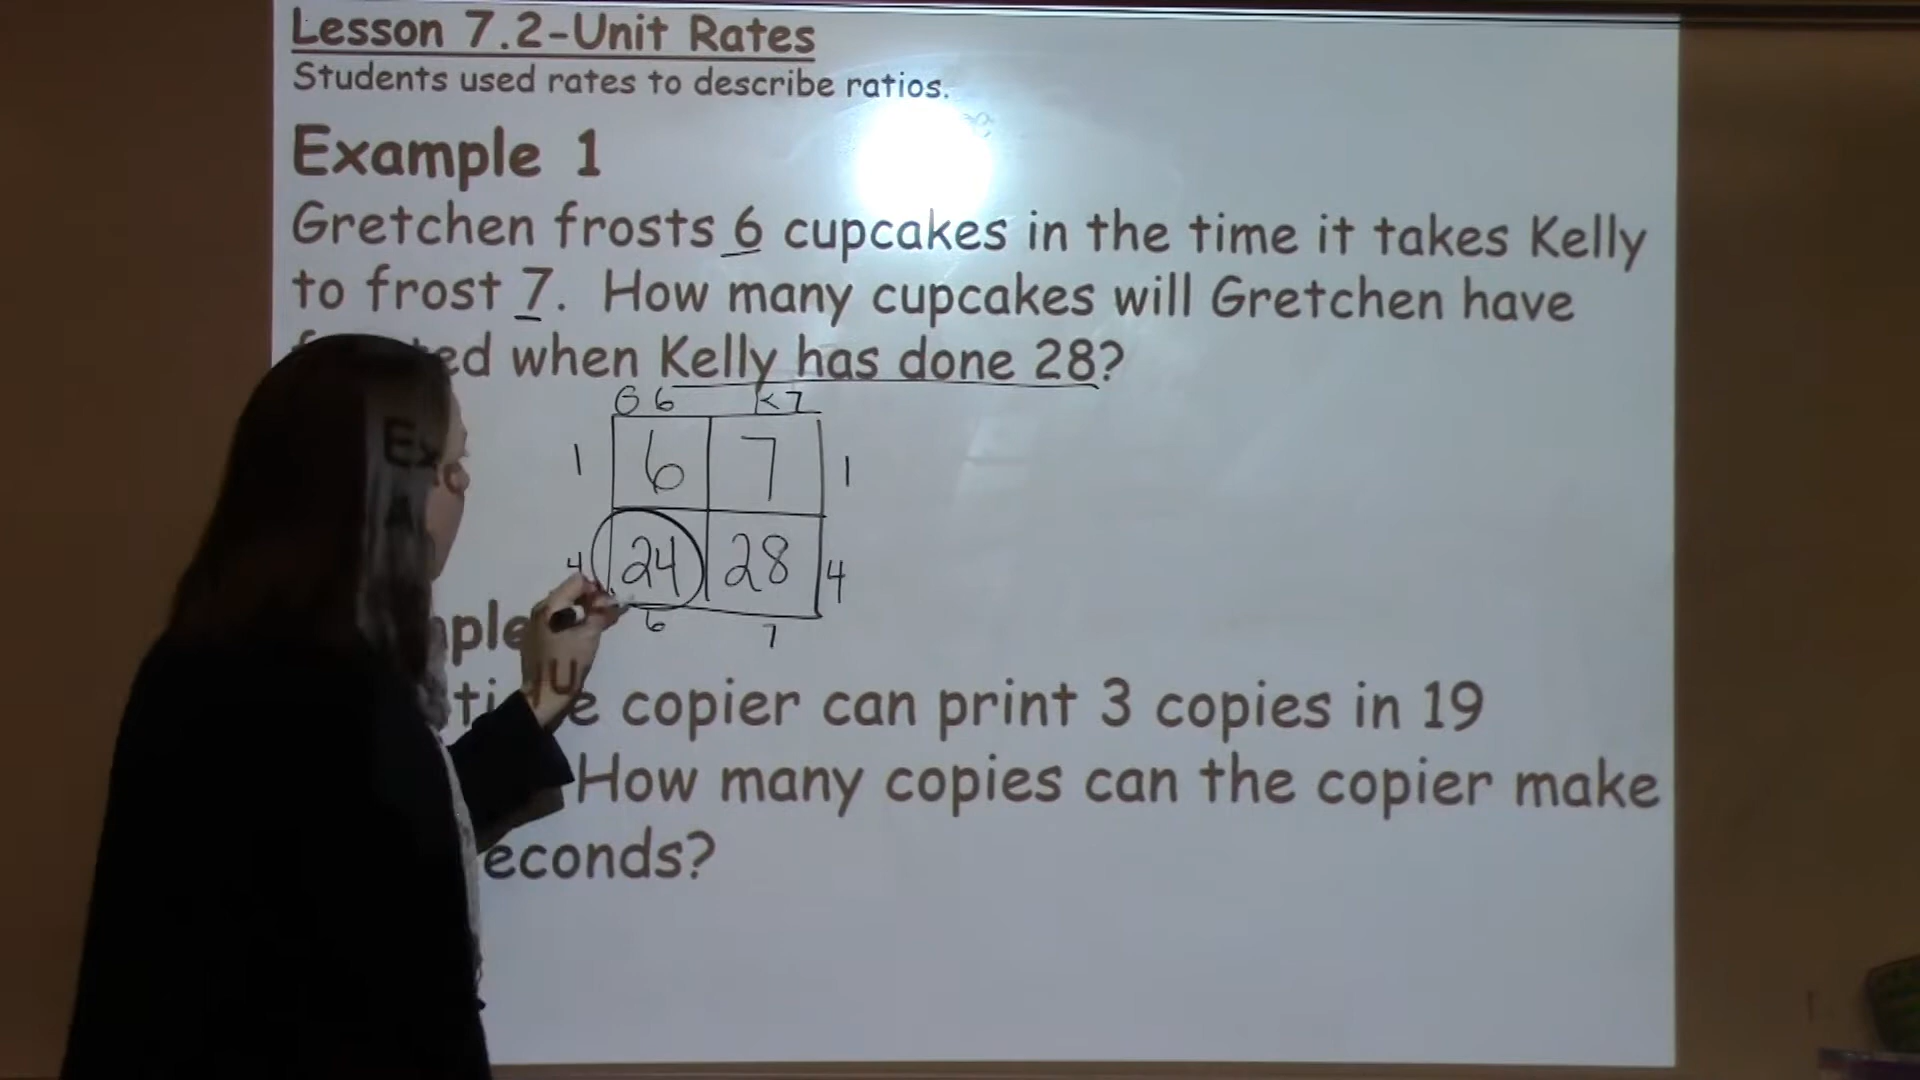 Lesson 7.2-Unit Rates
Students used rates to describe ratios.
Example 1
Gretchen frosts 6 cupcakes in the time it takes Kelly
to frost 7. How many cupcakes will Gretchen have
when Kelly has done 28?
G 6 K 7
1 6 7 1
4 24 28 4
6 7
copier can print 3 copies in 19
How many copies can the copier make